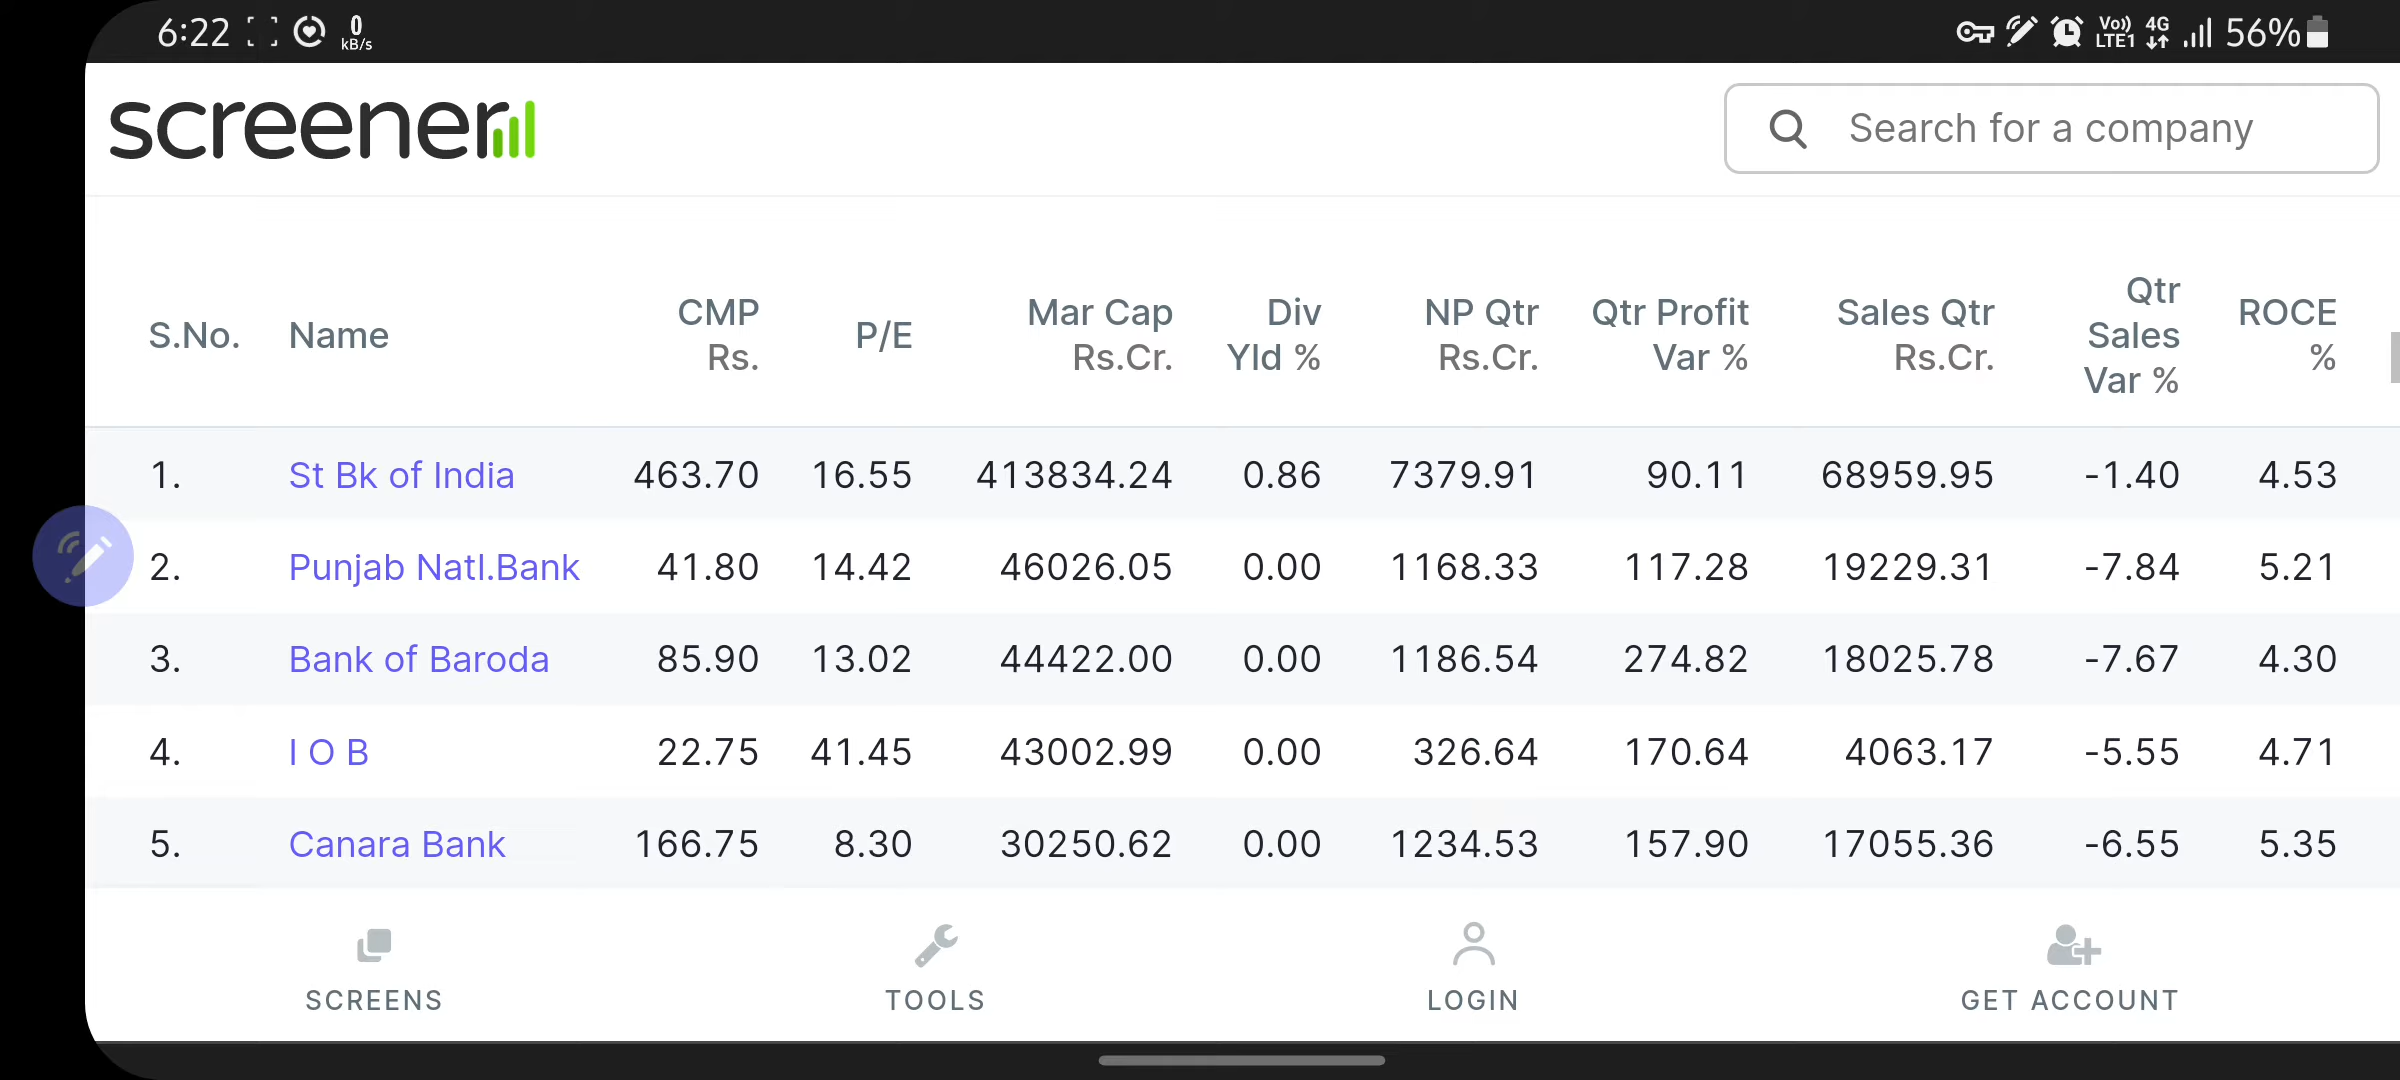 6:22 0 kB/s Vo)) LTE1 4G 56%
screener
Search for a company
S.No. Name CMP Rs. P/E Mar Cap Rs.Cr. Div Yld % NP Qtr Rs.Cr. Qtr Profit Var % Sales Qtr Rs.Cr. Qtr Sales Var % ROCE %
1. St Bk of India 463.70 16.55 413834.24 0.86 7379.91 90.11 68959.95 -1.40 4.53
2. Punjab Natl.Bank 41.80 14.42 46026.05 0.00 1168.33 117.28 19229.31 -7.84 5.21
3. Bank of Baroda 85.90 13.02 44422.00 0.00 1186.54 274.82 18025.78 -7.67 4.30
4. I O B 22.75 41.45 43002.99 0.00 326.64 170.64 4063.17 -5.55 4.71
5. Canara Bank 166.75 8.30 30250.62 0.00 1234.53 157.90 17055.36 -6.55 5.35
SCREENS TOOLS LOGIN GET ACCOUNT